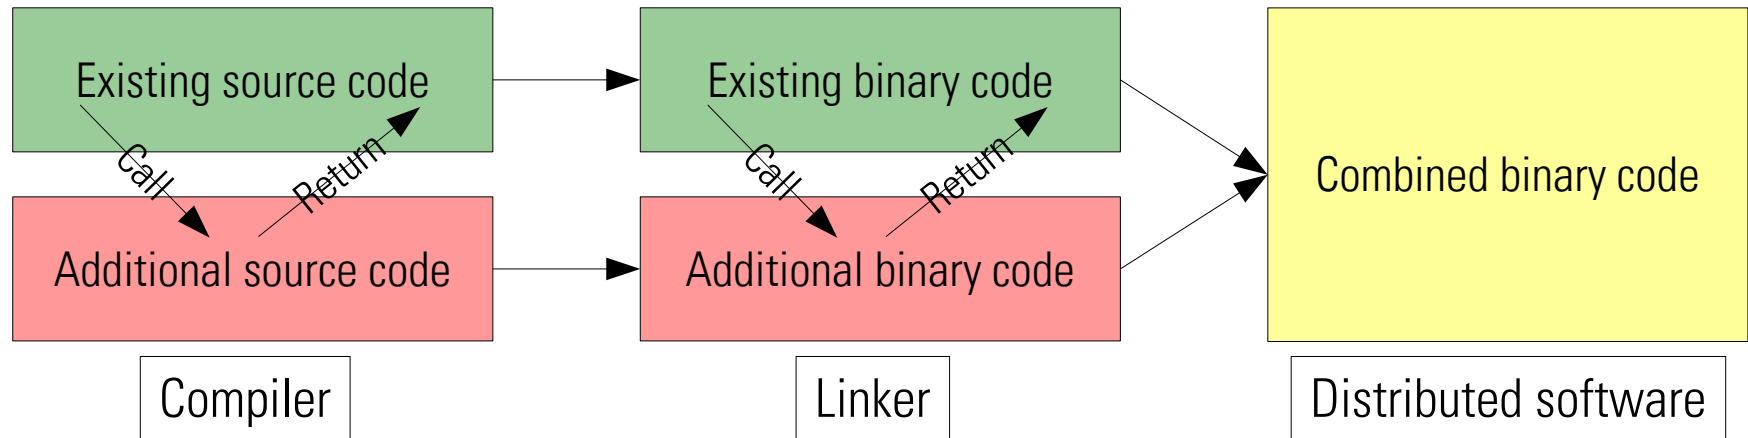 Existing source code
Existing binary code
Combined binary code
Call
Return
Call
Return
Additional source code
Additional binary code
Compiler
Linker
Distributed software